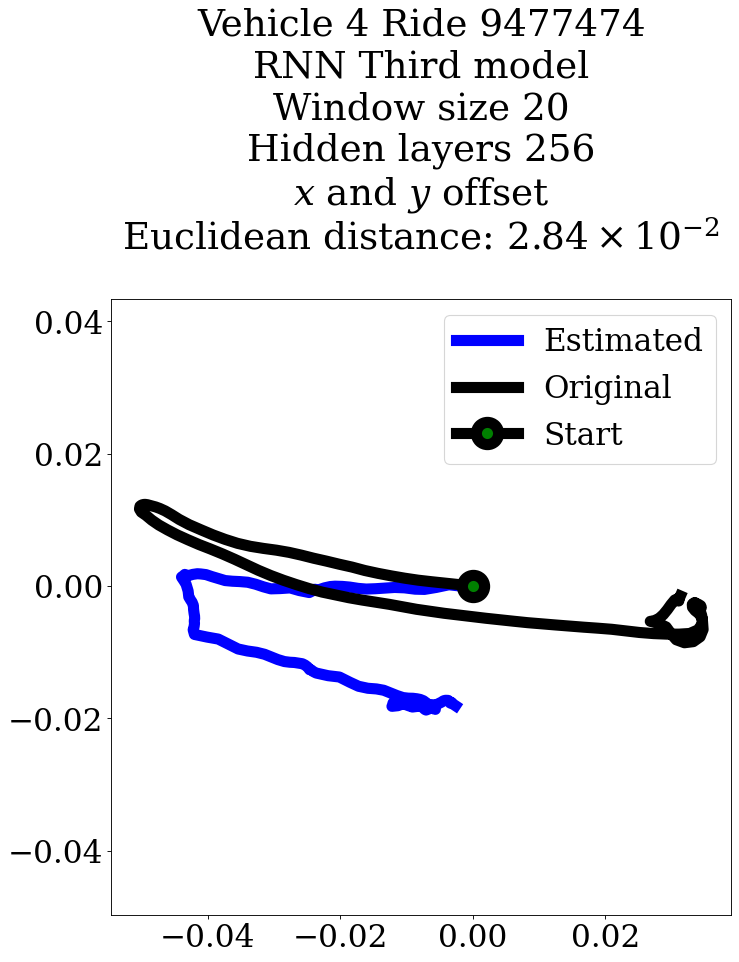 Vehicle 4 Ride 9477474
RNN Third model
Window size 20
Hidden layers 256
x and y offset
Euclidean distance: 2.84 × 10⁻²
Estimated
Original
Start
0.04
0.02
0.00
−0.02
−0.04
−0.04 −0.02 0.00 0.02